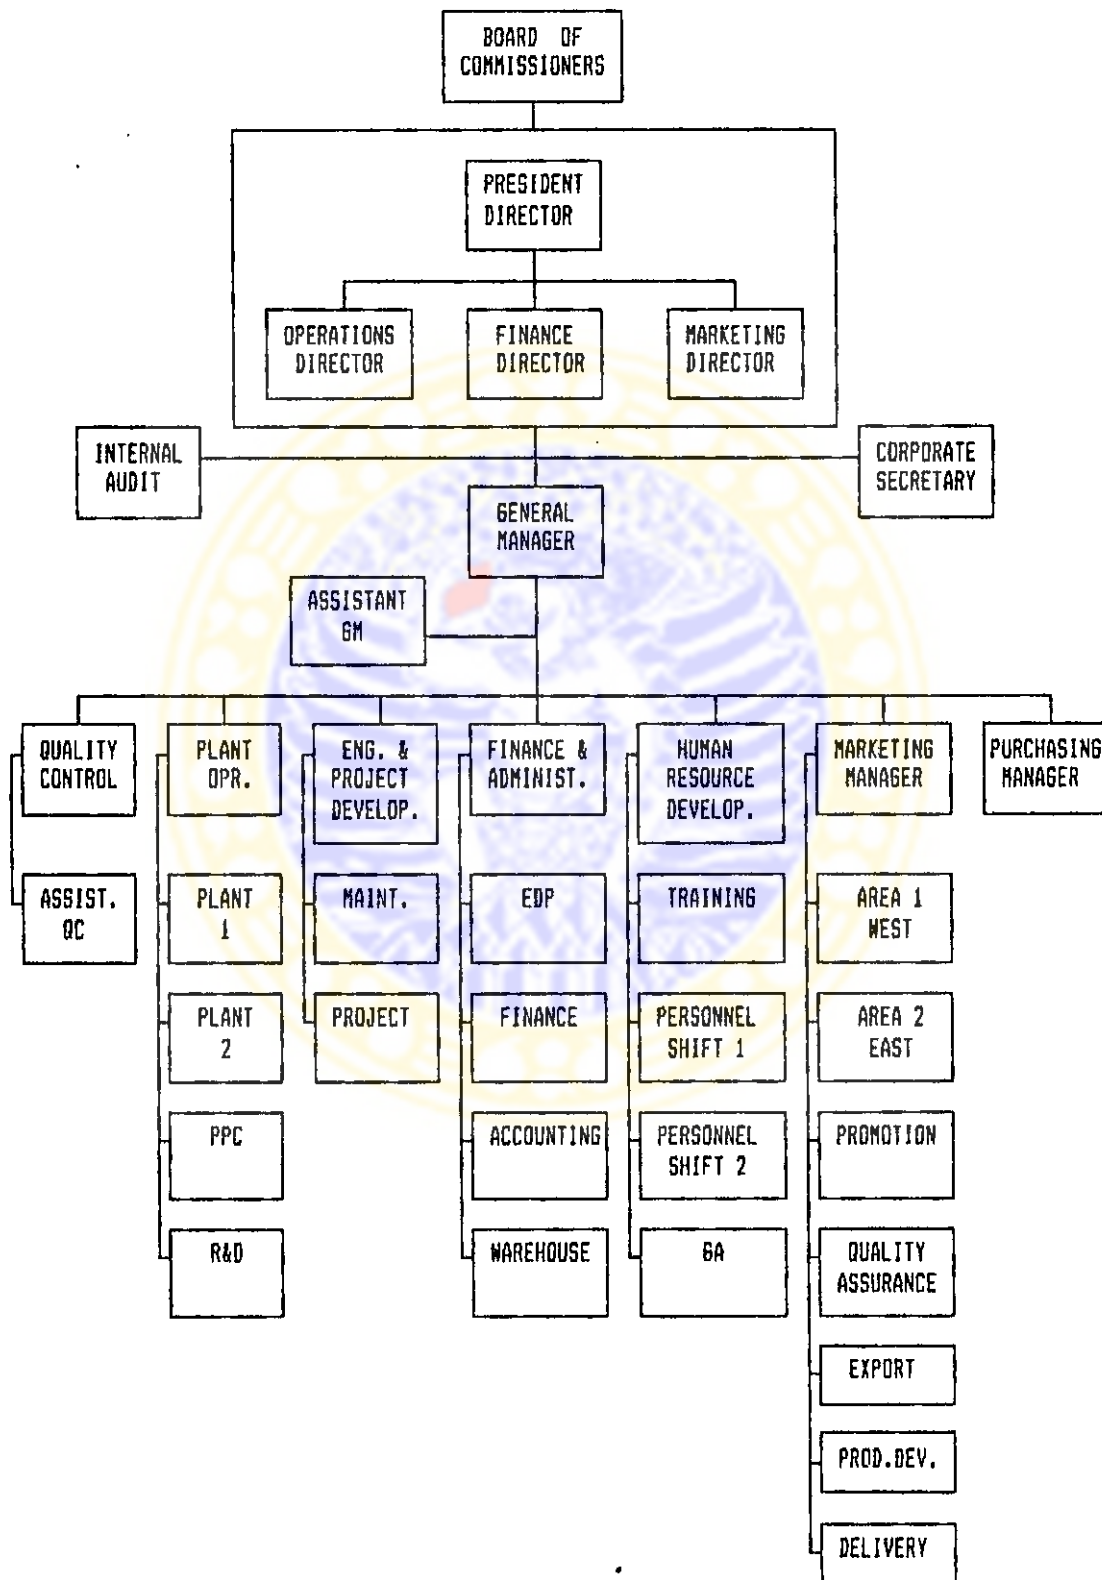 BOARD OF
COMMISSIONERS
PRESIDENT
DIRECTOR
OPERATIONS
DIRECTOR
FINANCE
DIRECTOR
MARKETING
DIRECTOR
INTERNAL
AUDIT
CORPORATE
SECRETARY
GENERAL
MANAGER
ASSISTANT
GM
QUALITY
CONTROL
PLANT
OPR.
ENG. &
PROJECT
DEVELOP.
FINANCE &
ADMINIST.
HUMAN
RESOURCE
DEVELOP.
MARKETING
MANAGER
PURCHASING
MANAGER
ASSIST.
QC
PLANT
1
MAINT.
EDP
TRAINING
AREA 1
WEST
PLANT
2
PROJECT
FINANCE
PERSONNEL
SHIFT 1
AREA 2
EAST
PPC
ACCOUNTING
PERSONNEL
SHIFT 2
PROMOTION
R&D
WAREHOUSE
GA
QUALITY
ASSURANCE
EXPORT
PROD.DEV.
DELIVERY